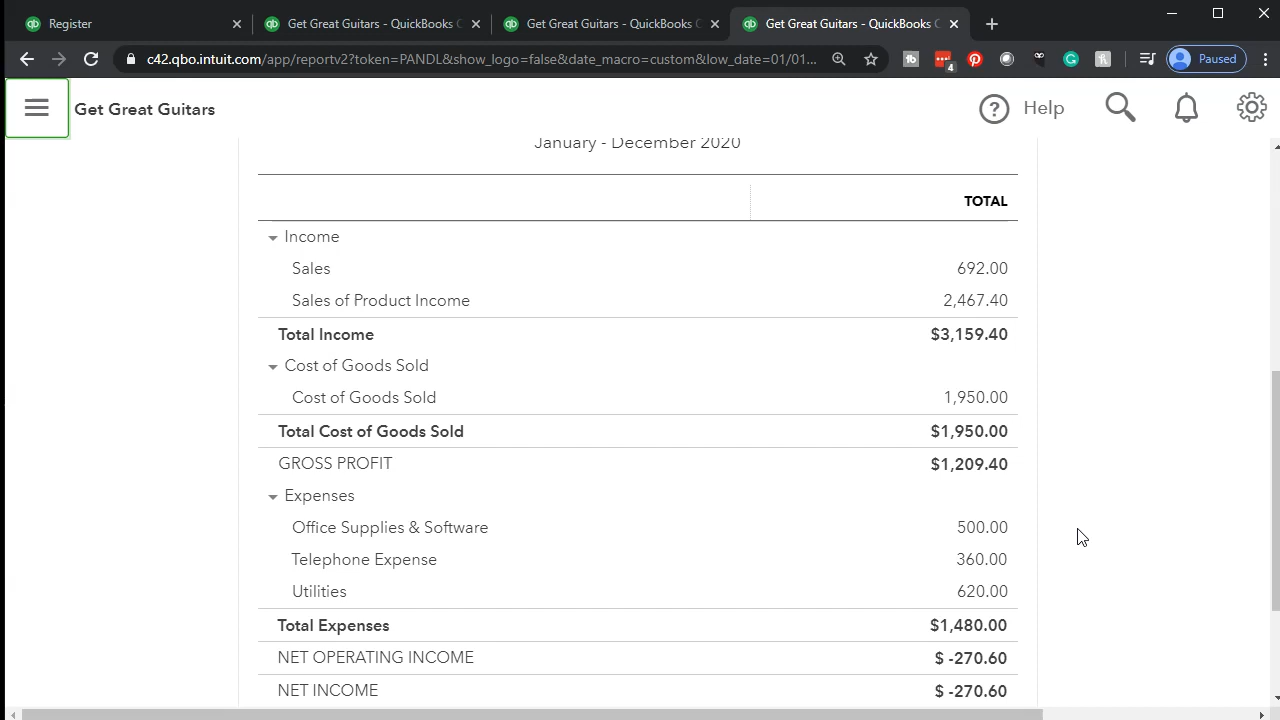 Register
Get Great Guitars - QuickBooks
Get Great Guitars - QuickBooks
Get Great Guitars - QuickBooks
c42.qbo.intuit.com/app/reportv2?token=PANDL&show_logo=false&date_macro=custom&low_date=01/01...
4
Paused
Get Great Guitars
Help
January - December 2020
TOTAL
Income
Sales 692.00
Sales of Product Income 2,467.40
Total Income $3,159.40
Cost of Goods Sold
Cost of Goods Sold 1,950.00
Total Cost of Goods Sold $1,950.00
GROSS PROFIT $1,209.40
Expenses
Office Supplies & Software 500.00
Telephone Expense 360.00
Utilities 620.00
Total Expenses $1,480.00
NET OPERATING INCOME $ -270.60
NET INCOME $ -270.60